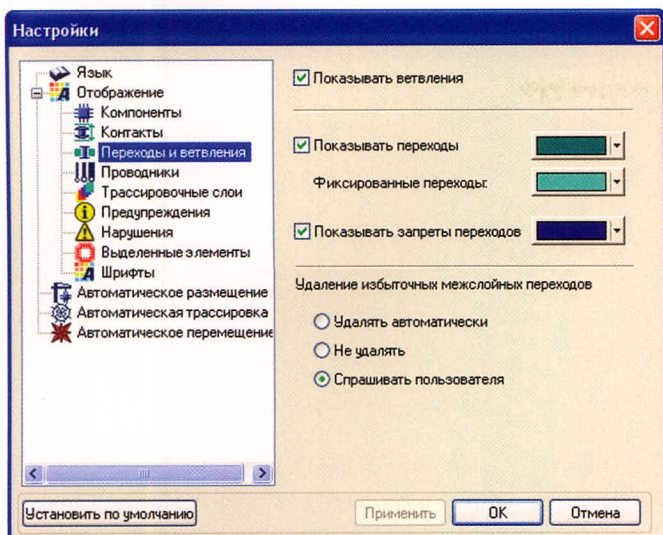 Настройки
Язык
Отображение
Компоненты
Контакты
Переходы и ветвления
Проводники
Трассировочные слои
Предупреждения
Нарушения
Выделенные элементы
Шрифты
Автоматическое размещение
Автоматическая трассировка
Автоматическое перемещение
Показывать ветвления
Показывать переходы
Фиксированные переходы:
Показывать запреты переходов
Удаление избыточных межслойных переходов
Удалять автоматически
Не удалять
Спрашивать пользователя
Установить по умолчанию
Применить
OK
Отмена